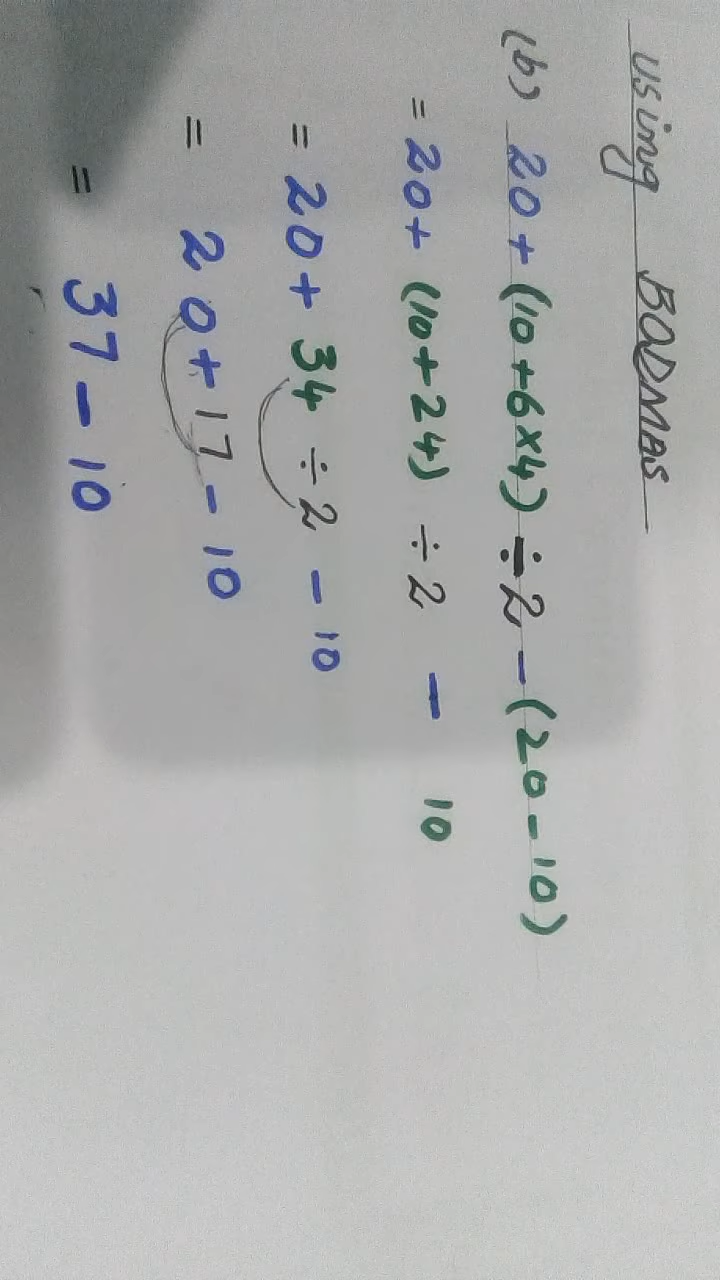 Using BODMAS
(b) 20 + (10 + 6 × 4) ÷ 2 - (20 - 10)
= 20 + (10 + 24) ÷ 2 - 10
= 20 + 34 ÷ 2 - 10
= 20 + 17 - 10
= 37 - 10